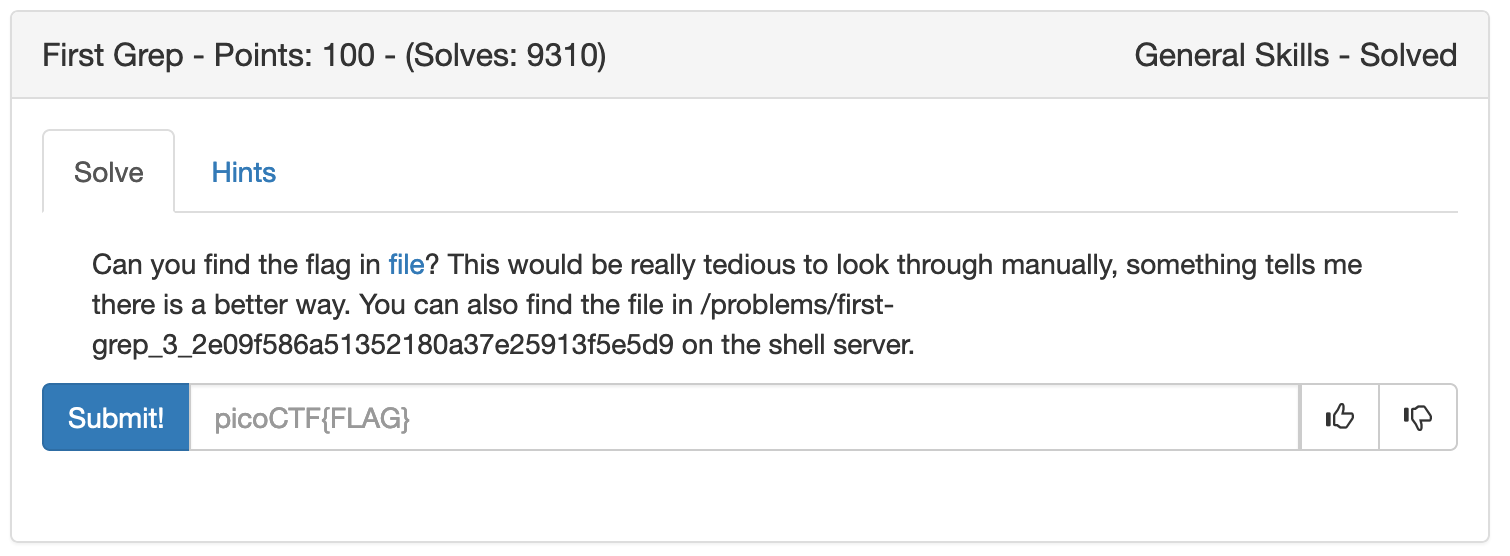 First Grep - Points: 100 - (Solves: 9310)
General Skills - Solved
Solve
Hints
Can you find the flag in file? This would be really tedious to look through manually, something tells me
there is a better way. You can also find the file in /problems/first-
grep_3_2e09f586a51352180a37e25913f5e5d9 on the shell server.
Submit!
picoCTF{FLAG}